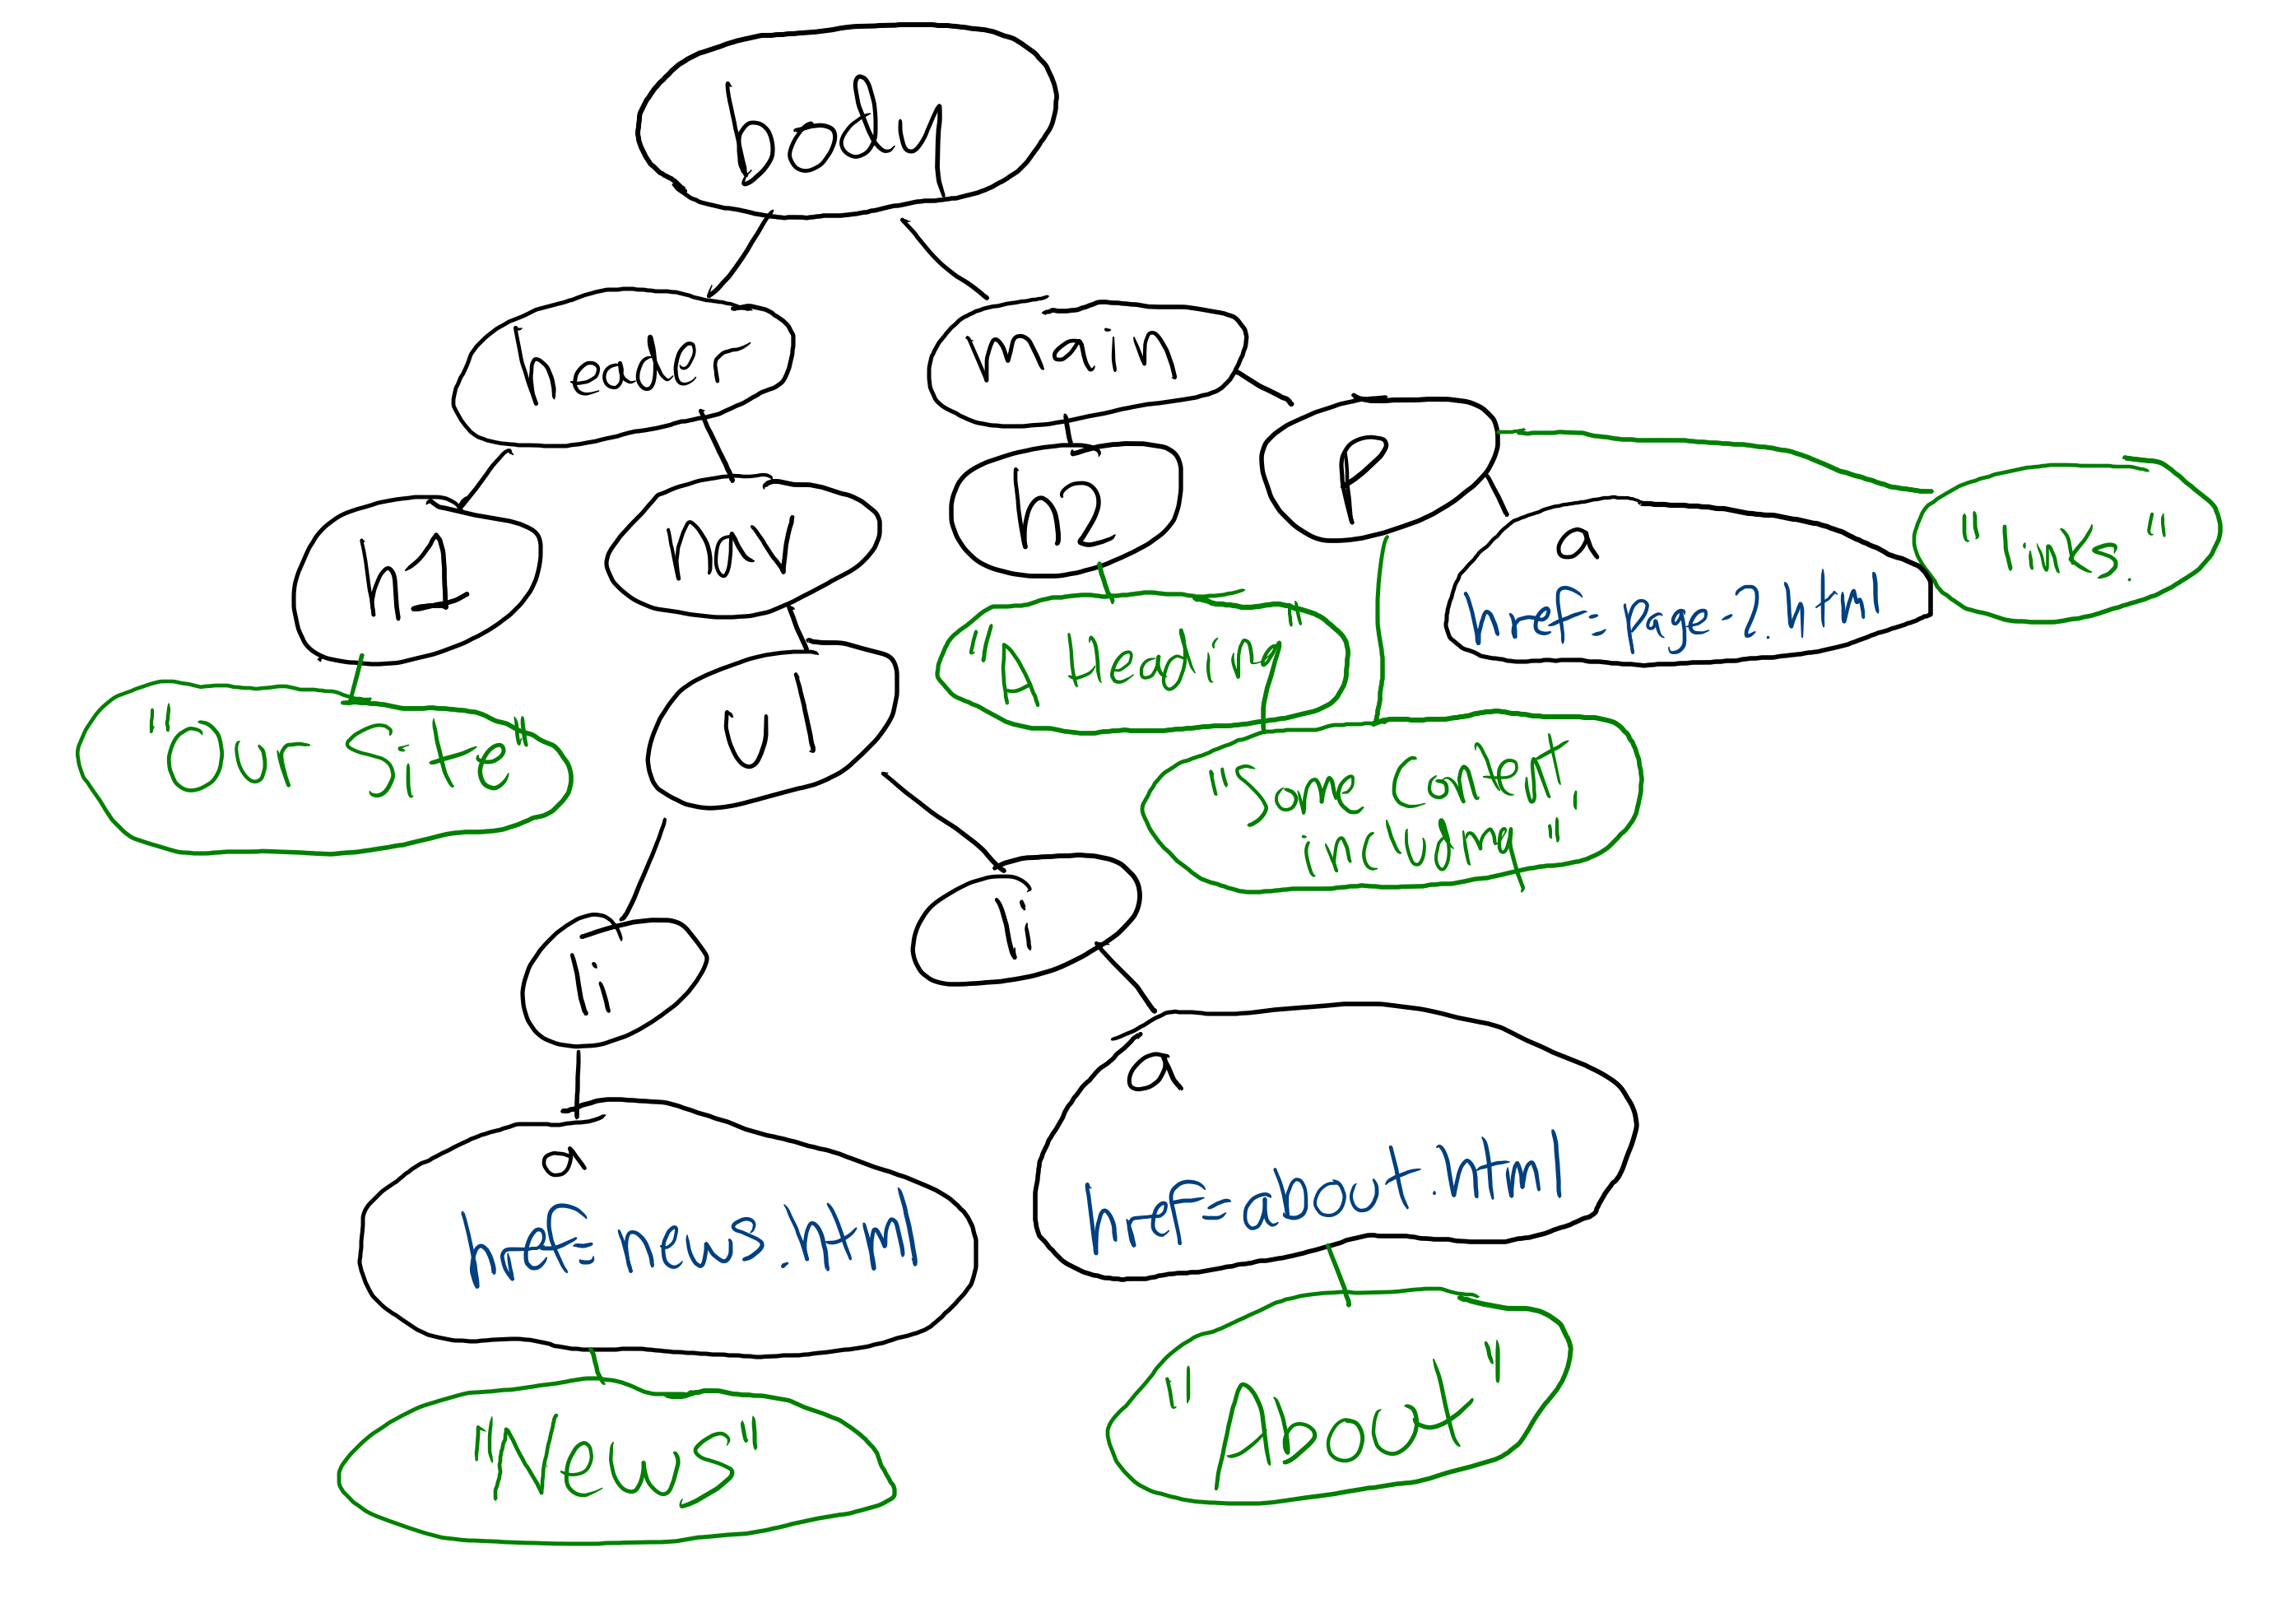 body
header
main
h1
nav
h2
p
a
href=page-2.html
"links."
"Our Site"
ul
"A heading"
"Some content,
including"
li
li
a
href=news.html
a
href=about.html
"News"
"About"